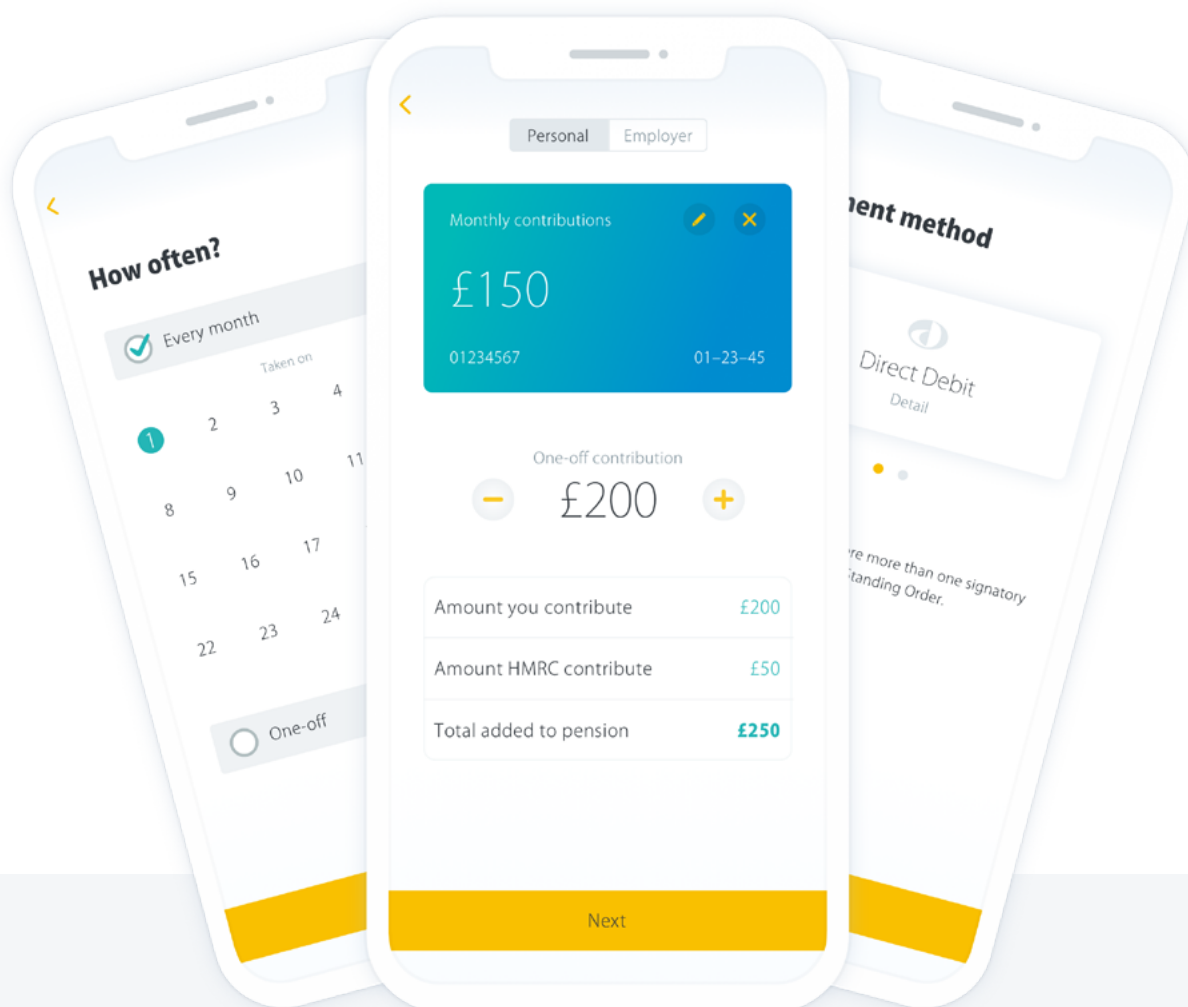 How often?
Every month
Taken on
1 2 3 4
8 9 10 11
15 16 17
22 23 24
One-off
Personal Employer
Monthly contributions
£150
01234567 01–23–45
One-off contribution
£200
Amount you contribute £200
Amount HMRC contribute £50
Total added to pension £250
Next
method
Direct Debit
Detail
more than one signatory
Order.